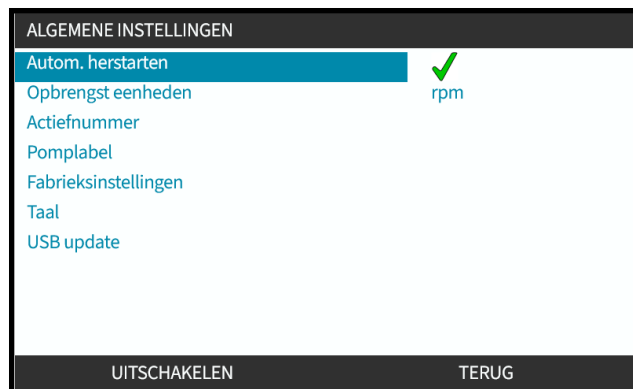 ALGEMENE INSTELLINGEN
Autom. herstarten
Opbrengst eenheden rpm
Actiefnummer
Pomplabel
Fabrieksinstellingen
Taal
USB update
UITSCHAKELEN TERUG